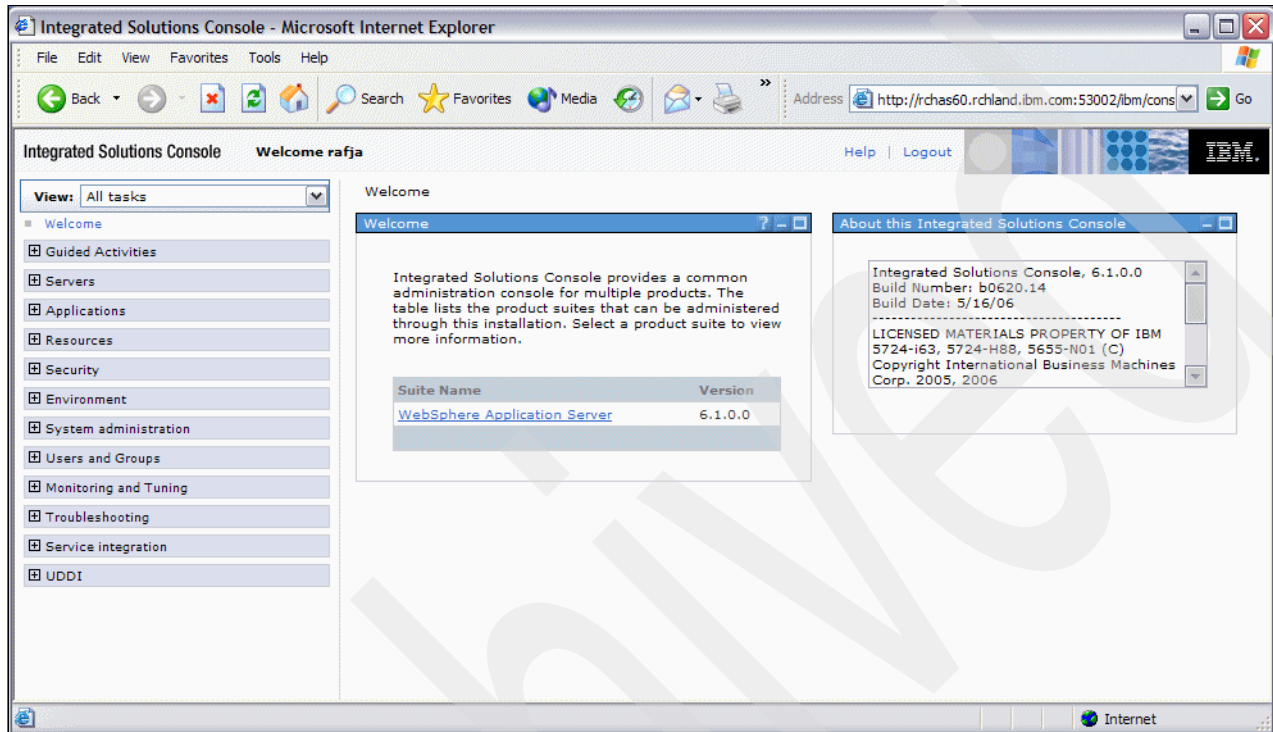 Integrated Solutions Console - Microsoft Internet Explorer
File Edit View Favorites Tools Help
Back Search Favorites Media » Address http://rchas60.rchland.ibm.com:53002/ibm/cons Go
Integrated Solutions Console Welcome rafja Help | Logout IBM.
View: All tasks
Welcome
Guided Activities
Servers
Applications
Resources
Security
Environment
System administration
Users and Groups
Monitoring and Tuning
Troubleshooting
Service integration
UDDI
Welcome
Welcome ?
Integrated Solutions Console provides a common
administration console for multiple products. The
table lists the product suites that can be administered
through this installation. Select a product suite to view
more information.
Suite Name Version
WebSphere Application Server 6.1.0.0
About this Integrated Solutions Console
Integrated Solutions Console, 6.1.0.0
Build Number: b0620.14
Build Date: 5/16/06
---------------------------------------
LICENSED MATERIALS PROPERTY OF IBM
5724-i63, 5724-H88, 5655-N01 (C)
Copyright International Business Machines
Corp. 2005, 2006
Internet